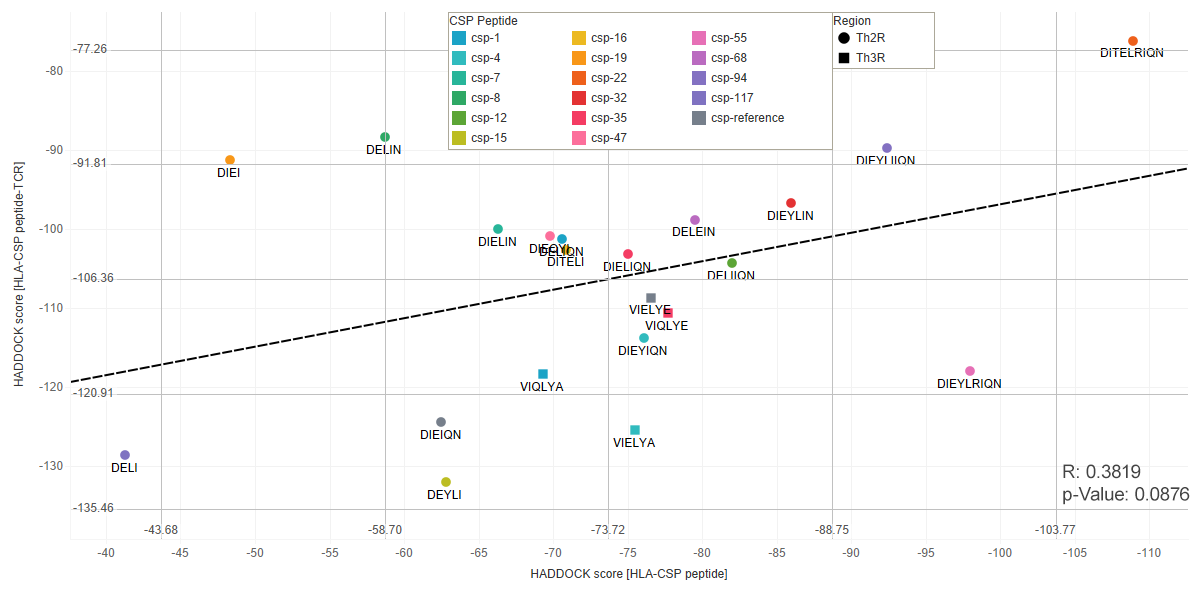 CSP Peptide
csp-1
csp-4
csp-7
csp-8
csp-12
csp-15
csp-16
csp-19
csp-22
csp-32
csp-35
csp-47
csp-55
csp-68
csp-94
csp-117
csp-reference
Region
Th2R
Th3R
-77.26
-80
-90
-91.81
-100
-106.36
-110
-120
-120.91
-130
-135.46
HADDOCK score [HLA-CSP peptide-TCR]
DITELRIQN
DELIN
DIEI
DIEYLIIQN
DIEYLIN
DELEIN
DIELIN
DELIQN
DITELI
DIELIQN
DELIIQN
VIELYE
VIQLYE
DIEYIQN
VIQLYA
DIEYLRIQN
DIEIQN
VIELYA
DELI
DEYLI
R: 0.3819
p-Value: 0.0876
-43.68
-58.70
-73.72
-88.75
-103.77
-40
-45
-50
-55
-60
-65
-70
-75
-80
-85
-90
-95
-100
-105
-110
HADDOCK score [HLA-CSP peptide]